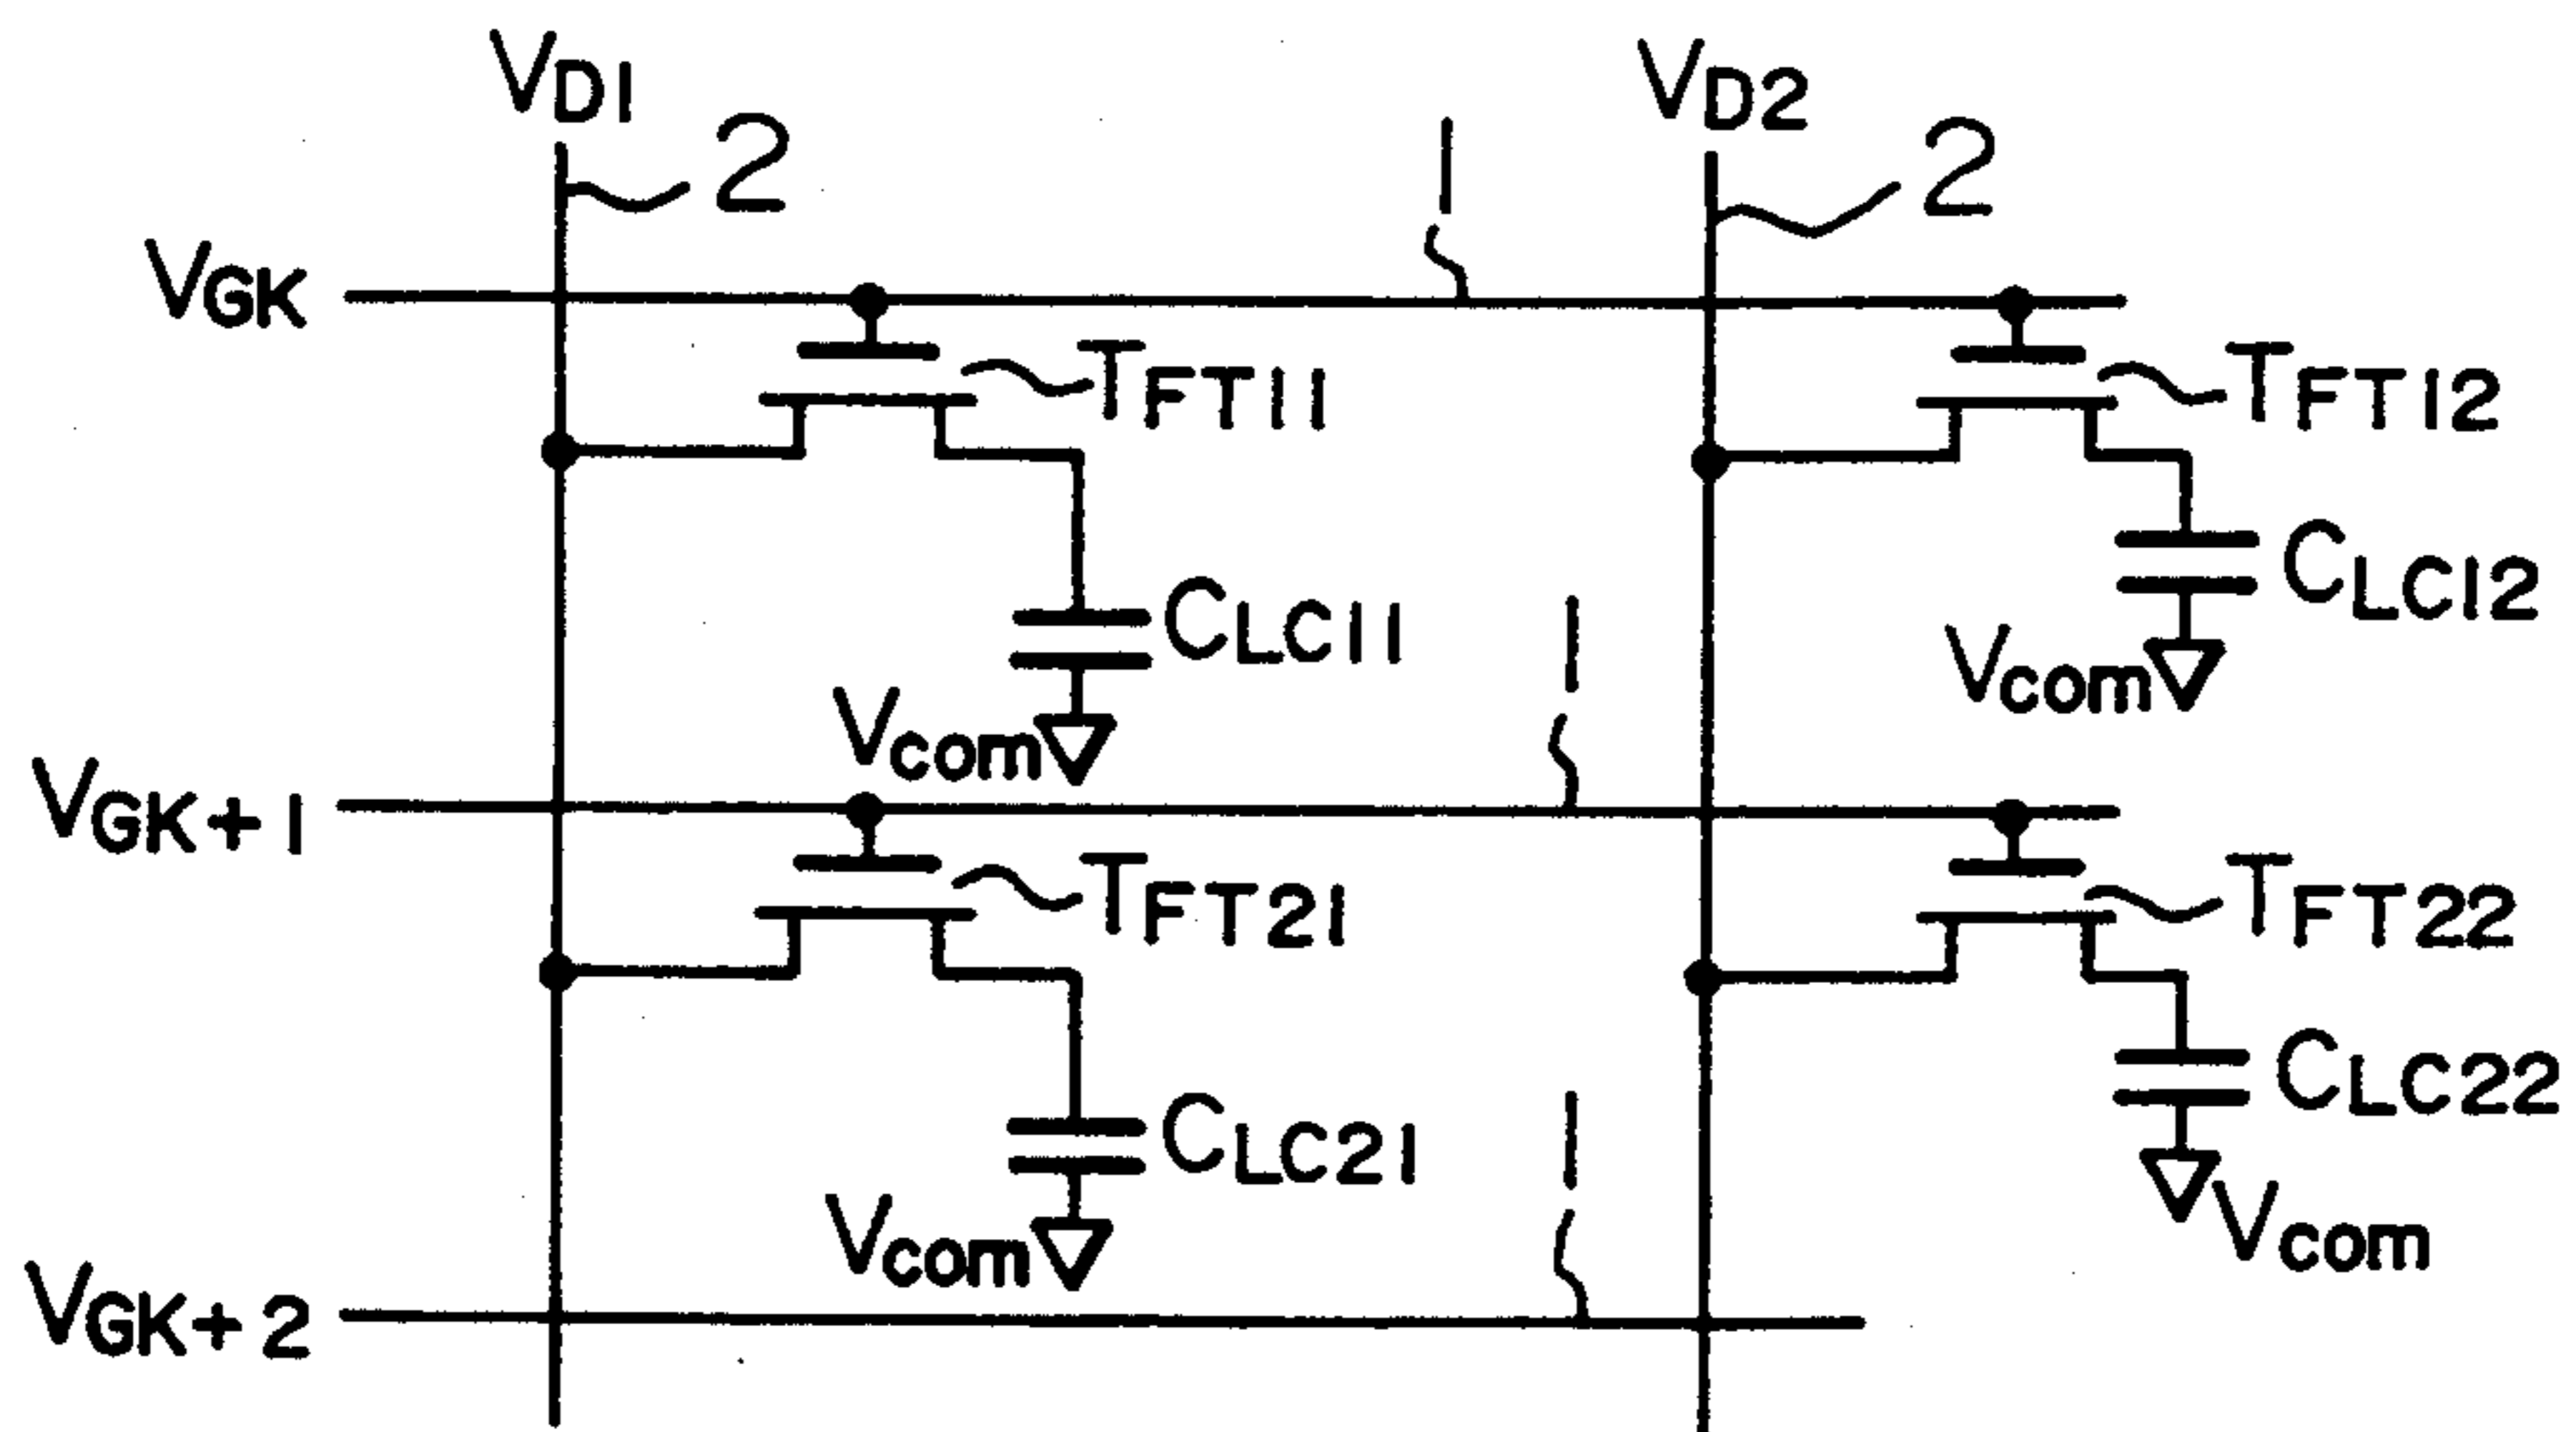 VD1
2
VD2
2
1
VGK
TFT11
TFT12
CLC11
CLC12
Vcom
Vcom
1
VGK+1
TFT21
TFT22
CLC21
CLC22
Vcom
Vcom
1
VGK+2